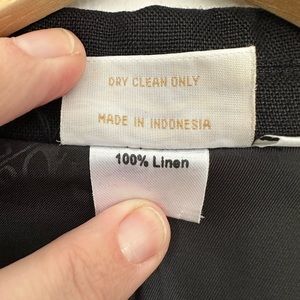 DRY CLEAN ONLY
MADE IN INDONESIA
100% Linen